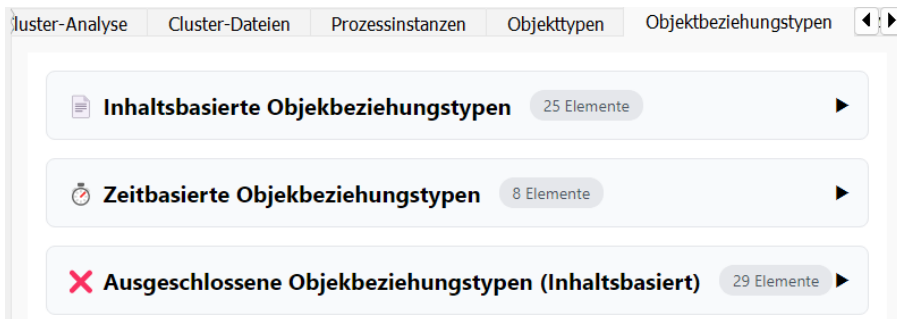 luster-Analyse Cluster-Dateien Prozessinstanzen Objekttypen Objektbeziehungstypen
Inhaltsbasierte Objekbeziehungstypen 25 Elemente
Zeitbasierte Objekbeziehungstypen 8 Elemente
Ausgeschlossene Objekbeziehungstypen (Inhaltsbasiert) 29 Elemente